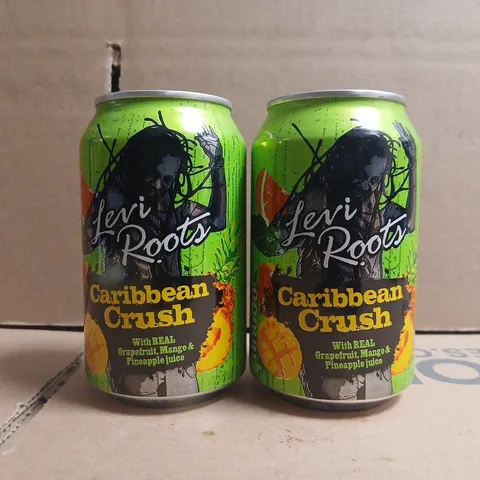 Levi
Roots
Caribbean
Crush
With REAL
Grapefruit, Mango &
Pineapple juice
Levi
Roots
Caribbean
Crush
With REAL
Grapefruit, Mango &
Pineapple juice